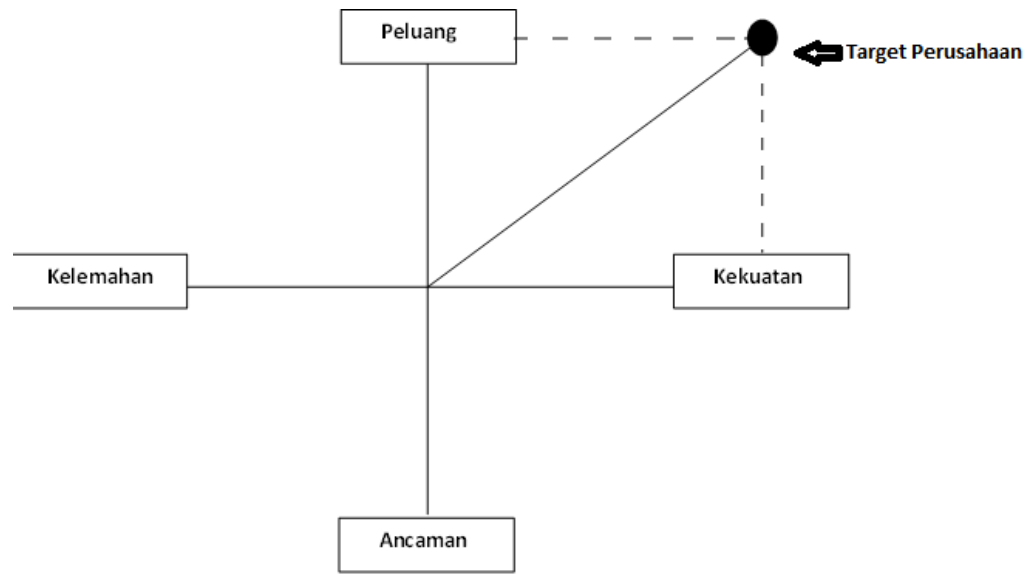 Peluang
Target Perusahaan
Kelemahan
Kekuatan
Ancaman